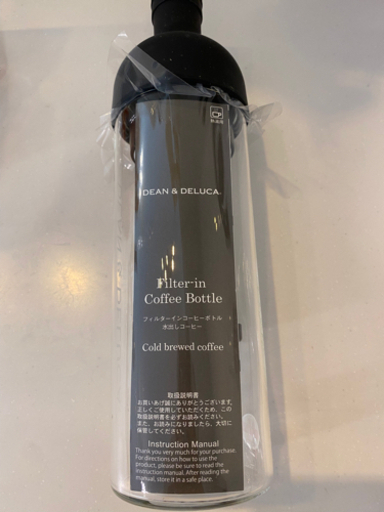 DEAN & DELUCA
Filter-in
Coffee Bottle
フィルターインコーヒーボトル
水出しコーヒー
Cold brewed coffee
取扱説明書
お買いあげ誠にありがとうございます。
正しくご使用していただくため、この
取扱説明書を必ずお読みください。
また、お読みになりましたら、大切に
保管してください。
Instruction Manual
Thank you very much for your purchase.
For directions on how to use the
product, please be sure to read the
instruction manual. After reading the
manual, store it in a safe place.